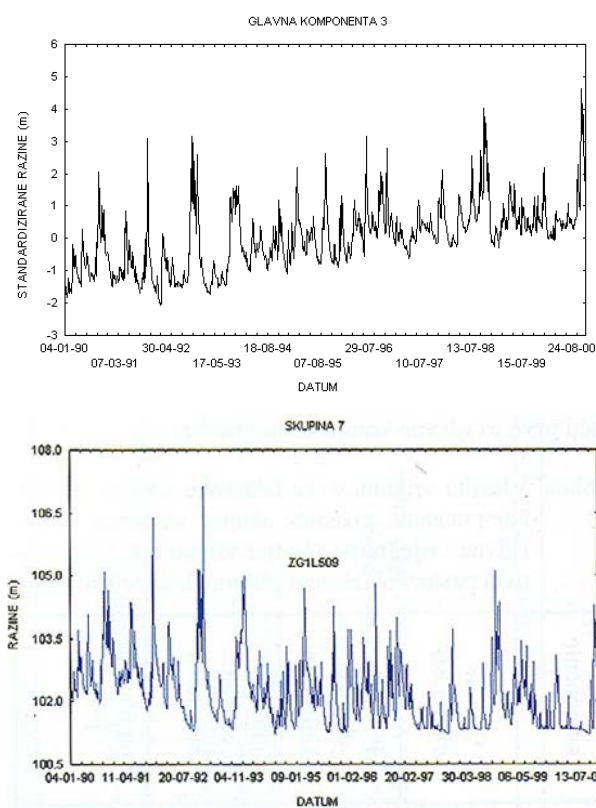 GLAVNA KOMPONENTA 3
STANDARDIZIRANE RAZINE (m)
6
5
4
3
2
1
0
-1
-2
-3
04-01-90 30-04-92 18-08-94 29-07-96 13-07-98 24-08-00
07-03-91 17-05-93 07-08-95 10-07-97 15-07-99
DATUM
SKUPINA 7
RAZINE (m)
108.0
106.5
105.0
103.5
102.0
100.5
ZG1LS09
04-01-90 11-04-91 20-07-92 04-11-93 09-01-95 01-02-96 20-02-97 30-03-98 06-05-99 13-07-0
DATUM